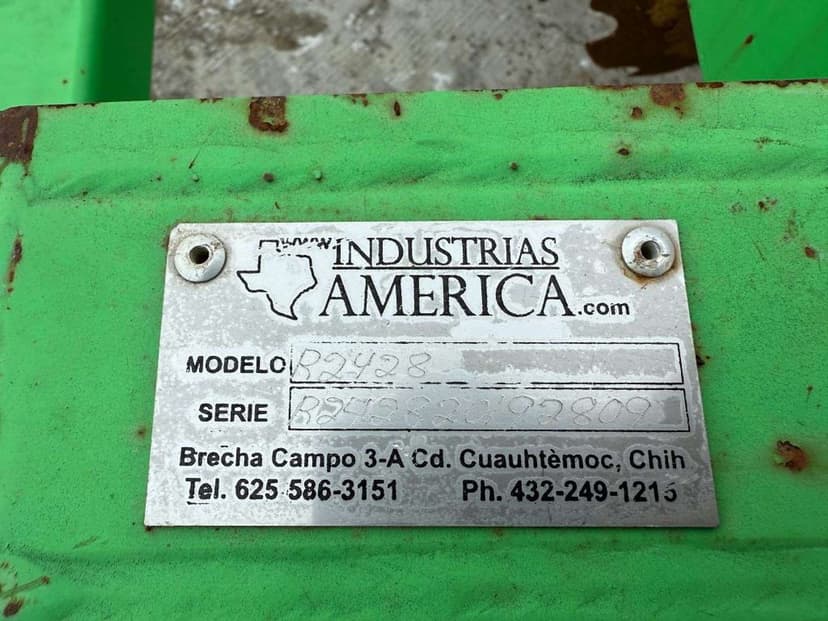 www.
INDUSTRIAS
AMERICA.com
MODELO R2428
SERIE
Brecha Campo 3-A Cd. Cuauhtèmoc, Chih
Tel. 625 586-3151 Ph. 432-249-1215